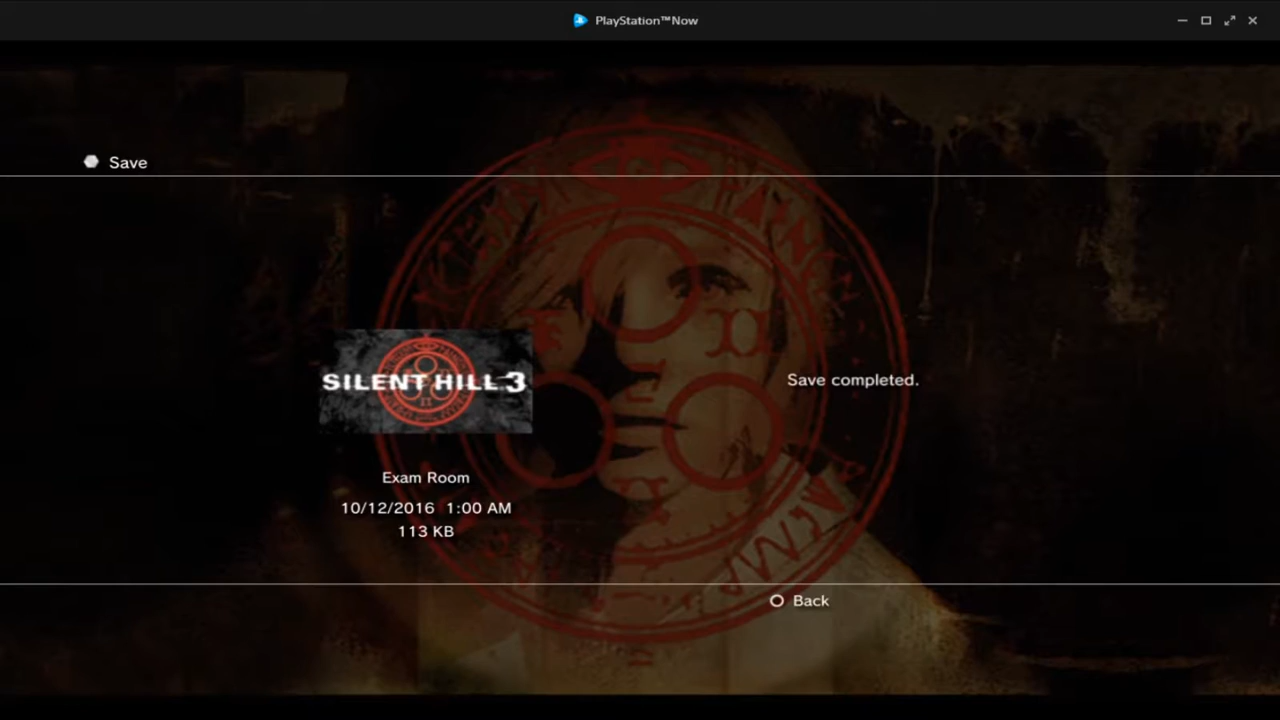 PlayStation™Now
Save
SILENT HILL 3
Save completed.
Exam Room
10/12/2016 1:00 AM
113 KB
Back